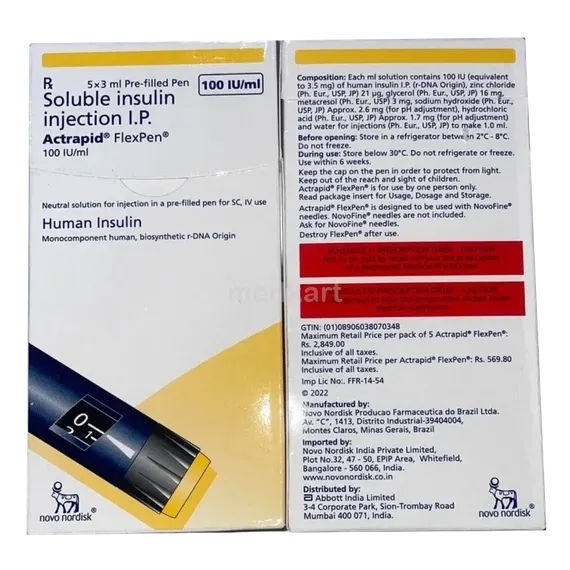 Rx
5×3 ml Pre-filled Pen
100 IU/ml
Soluble insulin
injection I.P.
Actrapid® FlexPen®
100 IU/ml
Neutral solution for injection in a pre-filled pen for SC, IV use
Human Insulin
Monocomponent human, biosynthetic r-DNA Origin
0
2 1
novo nordisk®
Composition: Each ml solution contains 100 IU (equivalent
to 3.5 mg) of human insulin I.P. (r-DNA Origin), zinc chloride
(Ph. Eur., USP, JP) 21 µg, glycerol (Ph. Eur., USP, JP) 16 mg,
metacresol (Ph. Eur., USP) 3 mg, sodium hydroxide (Ph. Eur.,
USP, JP) Approx. 2.6 mg (for pH adjustment), hydrochloric
acid (Ph. Eur., USP, JP) Approx. 1.7 mg (for pH adjustment)
and water for injections (Ph. Eur., USP, JP) to make 1.0 ml.
Before opening: Store in a refrigerator between 2°C - 8°C.
Do not freeze.
During use: Store below 30°C. Do not refrigerate or freeze.
Use within 6 weeks.
Keep the cap on the pen in order to protect from light.
Keep out of the reach and sight of children.
Actrapid® FlexPen® is for use by one person only.
Read package insert for Usage, Dosage and Storage.
Actrapid® FlexPen® is designed to be used with NovoFine®
needles. NovoFine® needles are not included.
Ask for NovoFine® needles.
Destroy FlexPen® after use.
GTIN: (01)08906038070348
Maximum Retail Price per pack of 5 Actrapid® FlexPen®:
Rs. 2,849.00
Inclusive of all taxes.
Maximum Retail Price per Actrapid® FlexPen®: Rs. 569.80
Inclusive of all taxes.
Imp Lic No.: FFR-14-54
© 2022
Manufactured by:
Novo Nordisk Producao Farmaceutica do Brazil Ltda.
Av. "C", 1413, Distrito Industrial-39404004,
Montes Claros, Minas Gerais, Brazil
Imported by:
Novo Nordisk India Private Limited,
Plot No.32, 47 - 50, EPIP Area, Whitefield,
Bangalore - 560 066, India.
www.novonordisk.co.in
Distributed by:
Abbott India Limited
3-4 Corporate Park, Sion-Trombay Road
Mumbai 400 071, India.
novo nordisk®